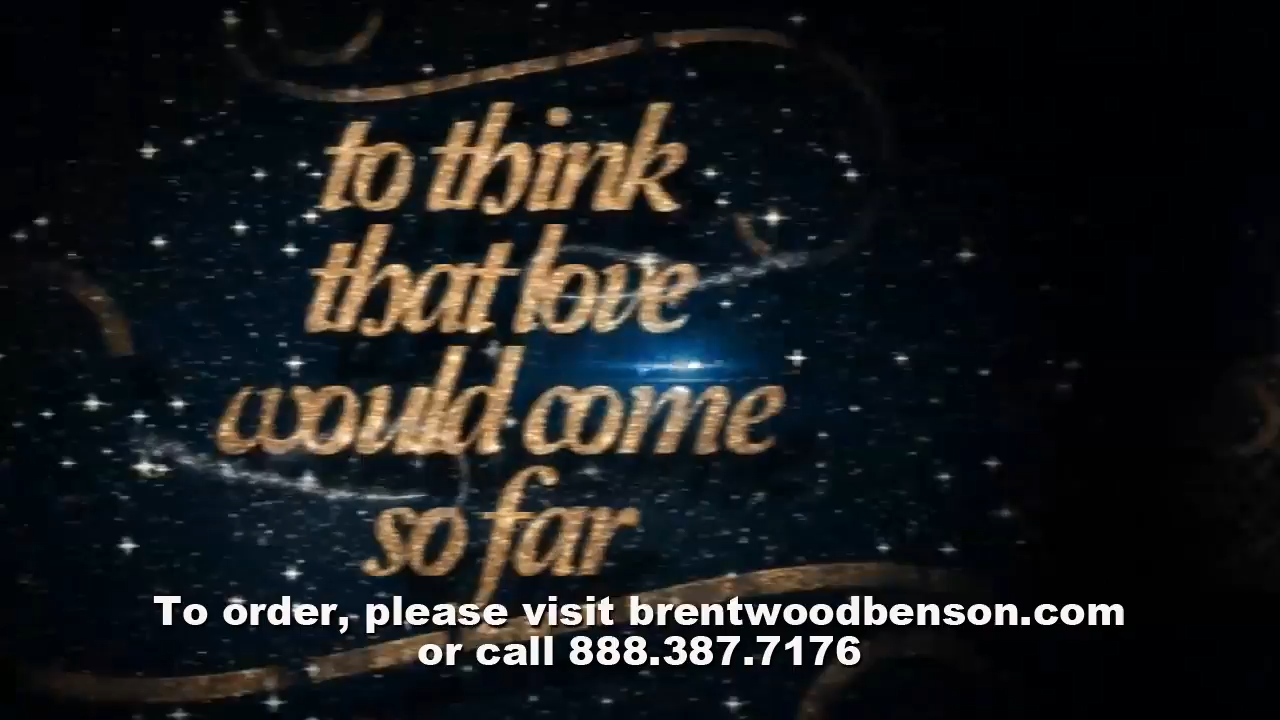 to think
that love
would come
so far
To order, please visit brentwoodbenson.com
or call 888.387.7176